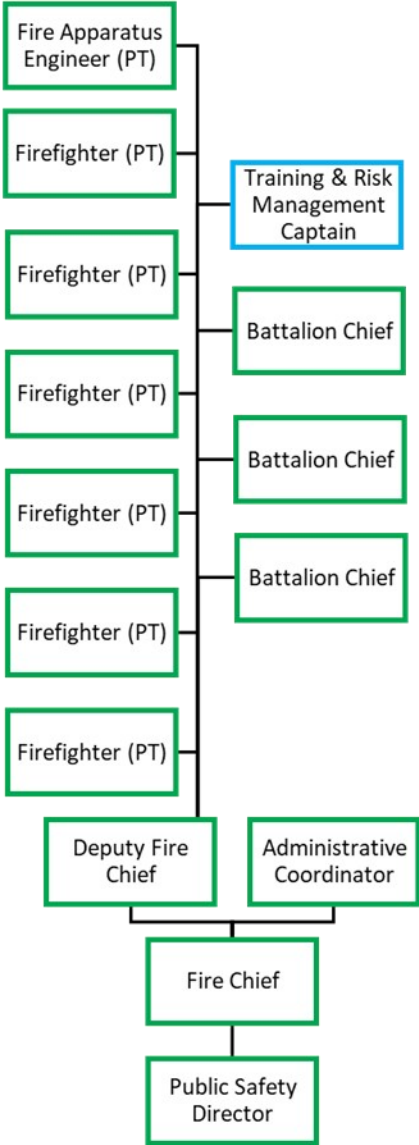 Fire Apparatus
Engineer (PT)
Firefighter (PT)
Training & Risk
Management
Captain
Firefighter (PT)
Battalion Chief
Firefighter (PT)
Battalion Chief
Firefighter (PT)
Battalion Chief
Firefighter (PT)
Firefighter (PT)
Deputy Fire
Chief
Administrative
Coordinator
Fire Chief
Public Safety
Director